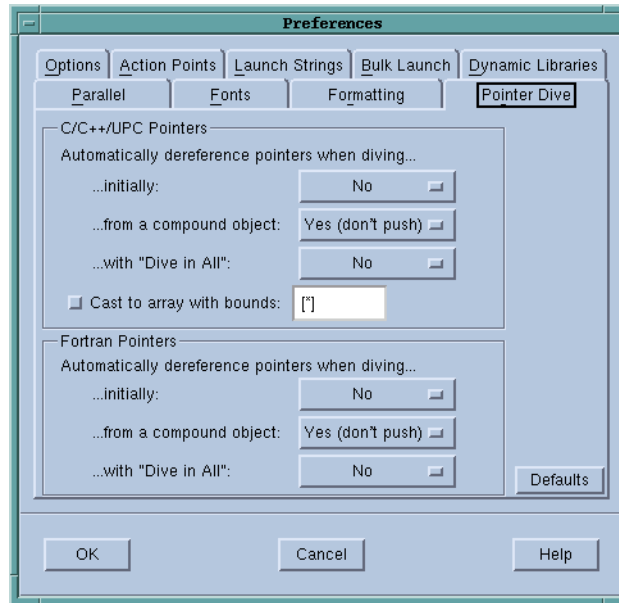 Preferences
Options Action Points Launch Strings Bulk Launch Dynamic Libraries
Parallel Fonts Formatting Pointer Dive
C/C++/UPC Pointers
Automatically dereference pointers when diving...
...initially: No
...from a compound object: Yes (don't push)
...with "Dive in All": No
Cast to array with bounds: [*]
Fortran Pointers
Automatically dereference pointers when diving...
...initially: No
...from a compound object: Yes (don't push)
...with "Dive in All": No
Defaults
OK Cancel Help